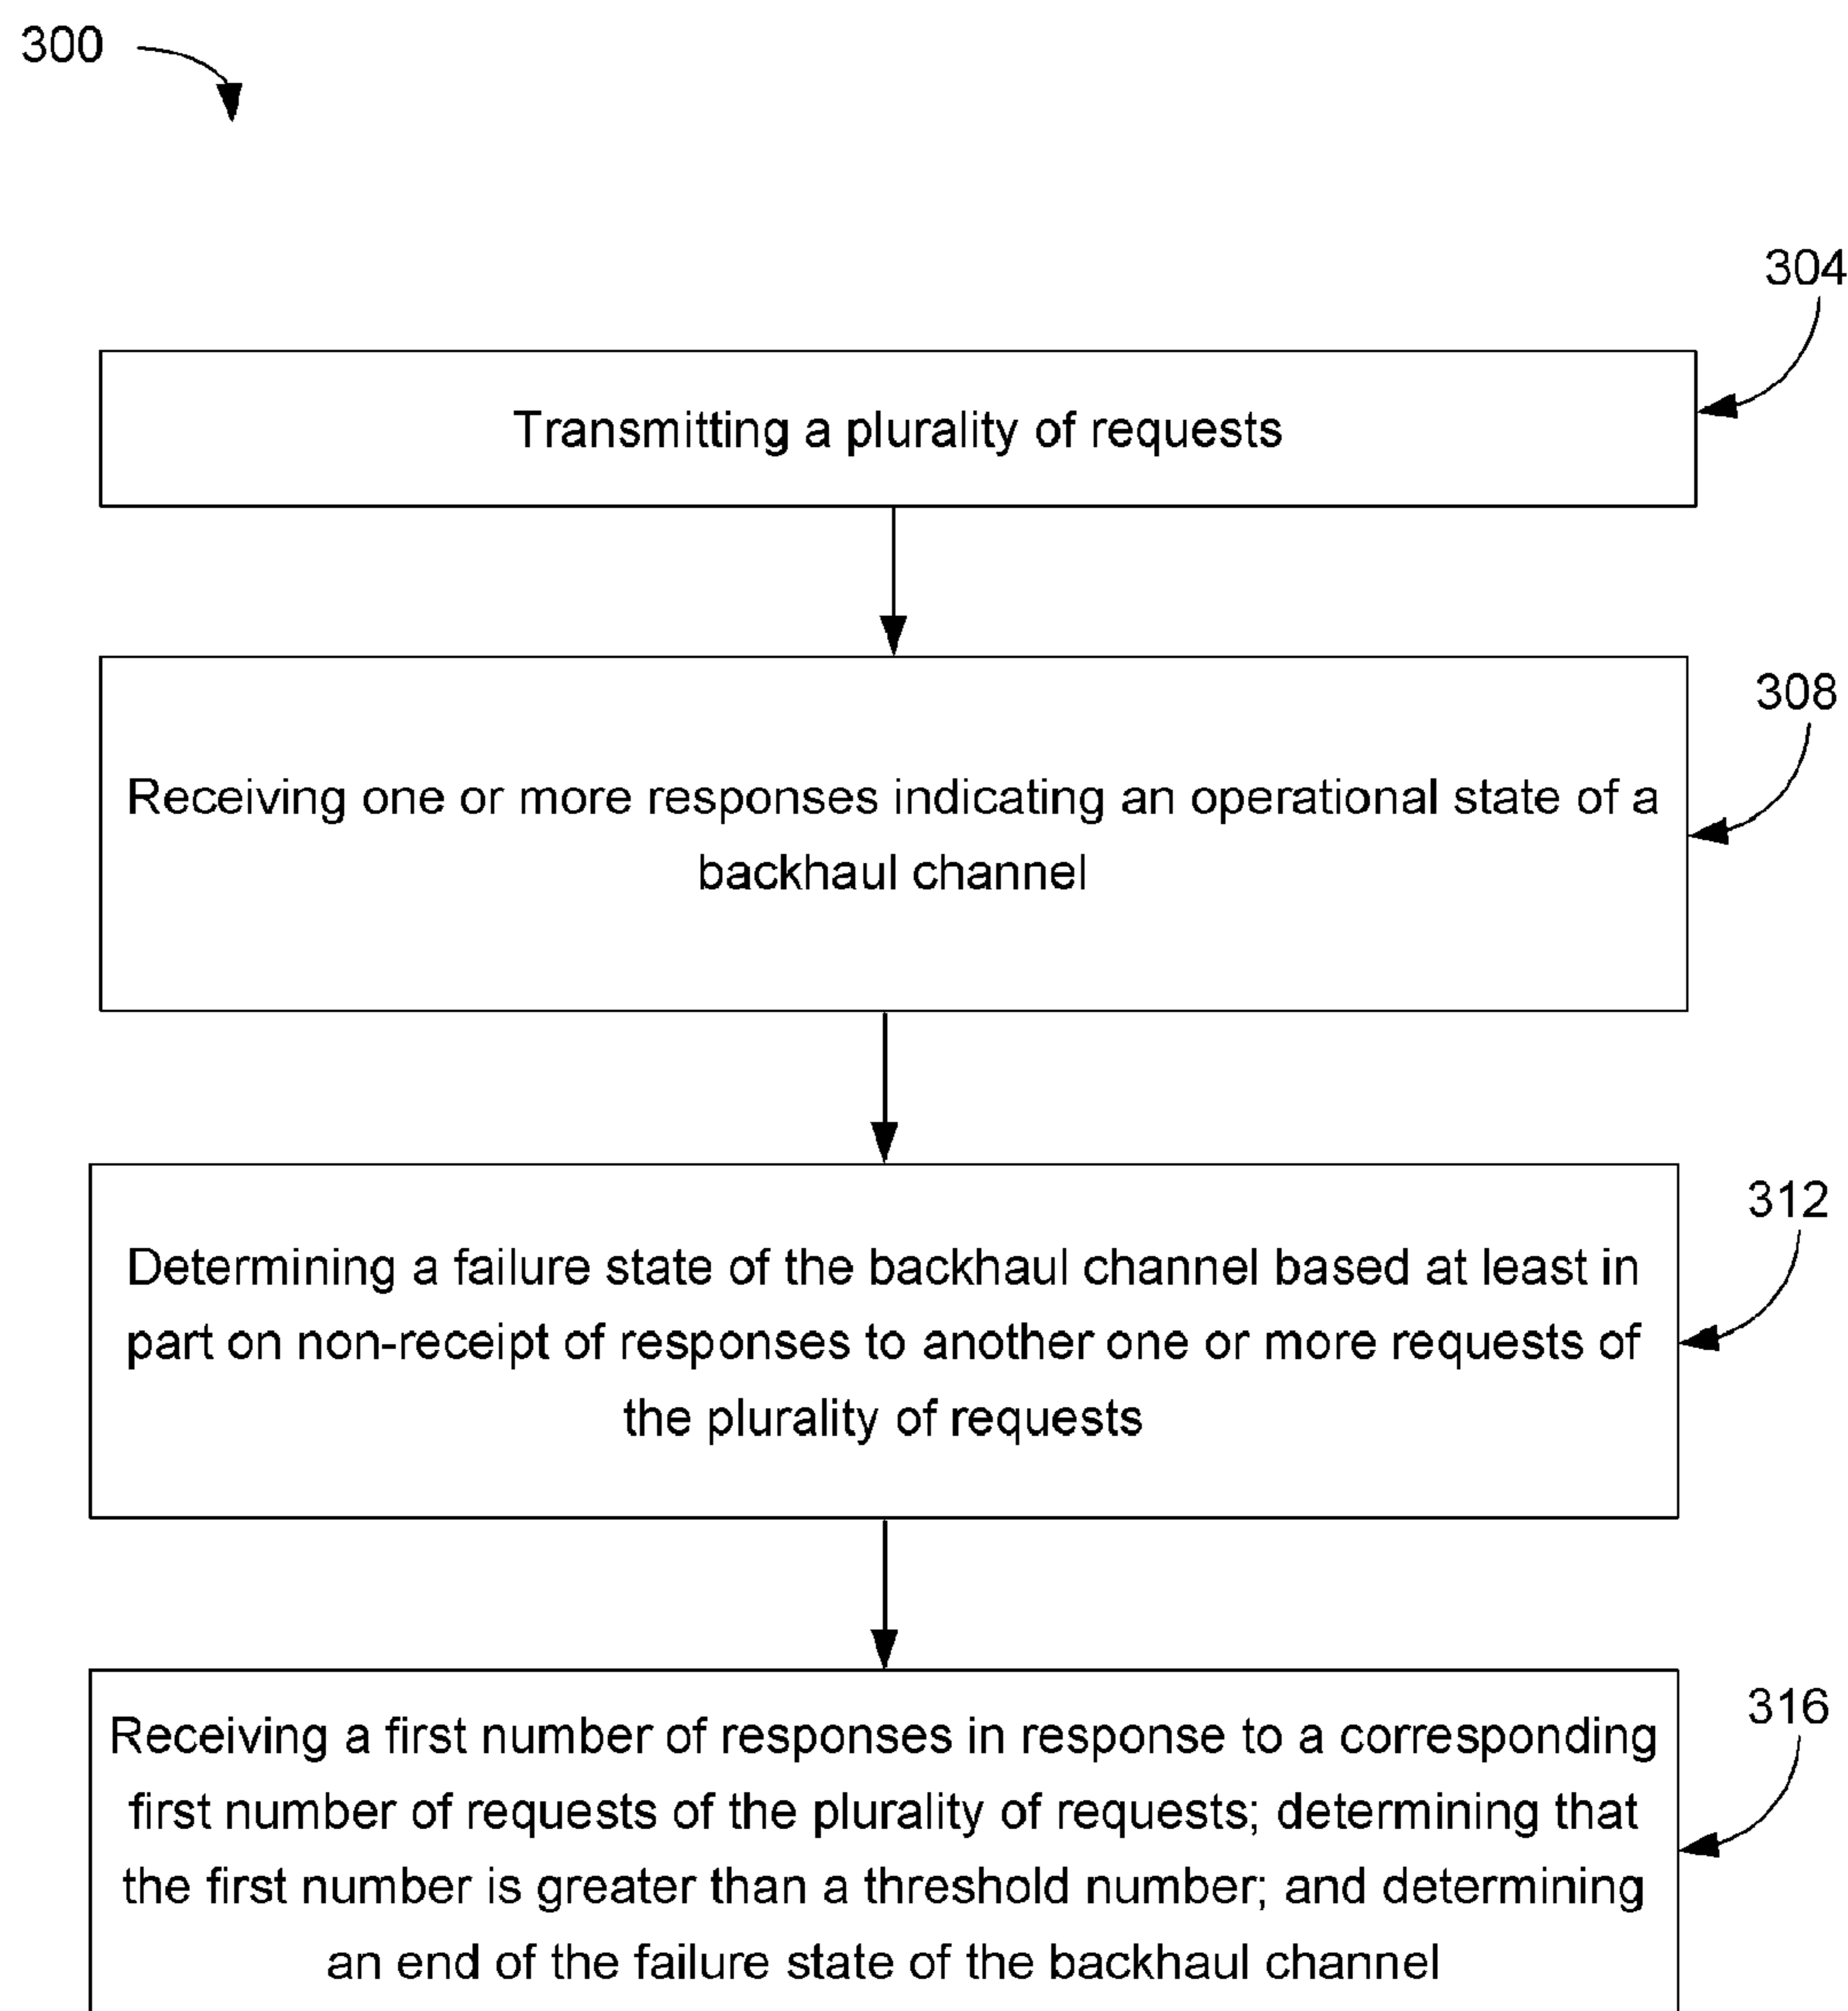 300
304
Transmitting a plurality of requests
308
Receiving one or more responses indicating an operational state of a
backhaul channel
312
Determining a failure state of the backhaul channel based at least in
part on non-receipt of responses to another one or more requests of
the plurality of requests
316
Receiving a first number of responses in response to a corresponding
first number of requests of the plurality of requests; determining that
the first number is greater than a threshold number; and determining
an end of the failure state of the backhaul channel